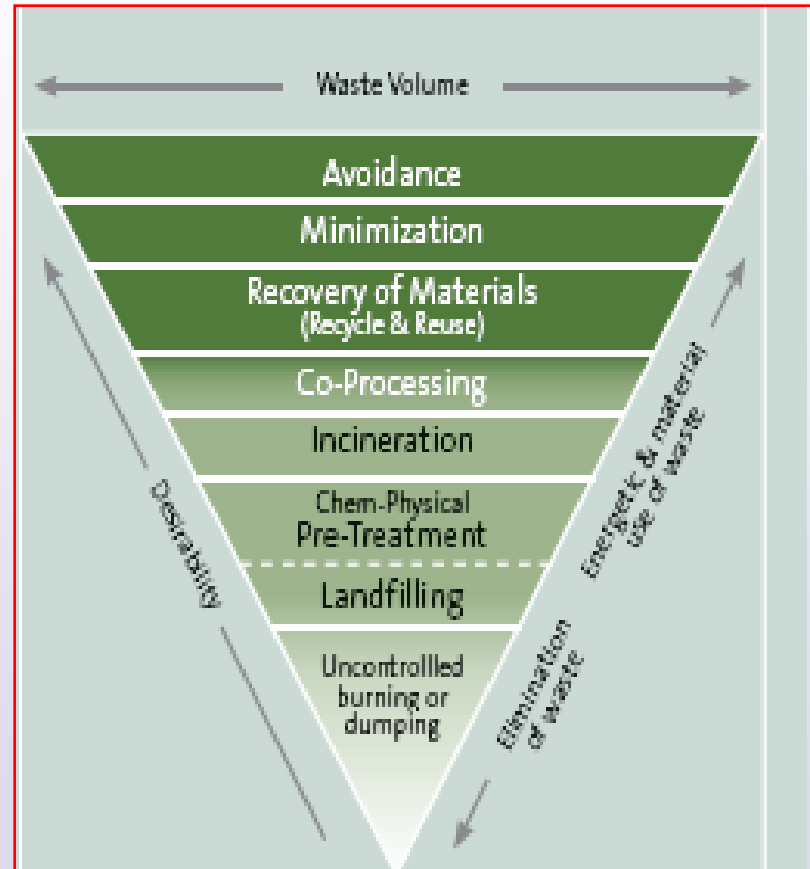 Waste Volume
Avoidance
Minimization
Recovery of Materials
(Recycle & Reuse)
Co-Processing
Incineration
Chem-Physical
Pre-Treatment
Landfilling
Uncontrollled
burning or
dumping
Desirability
Energetic & material
use of waste
Elimination
of waste